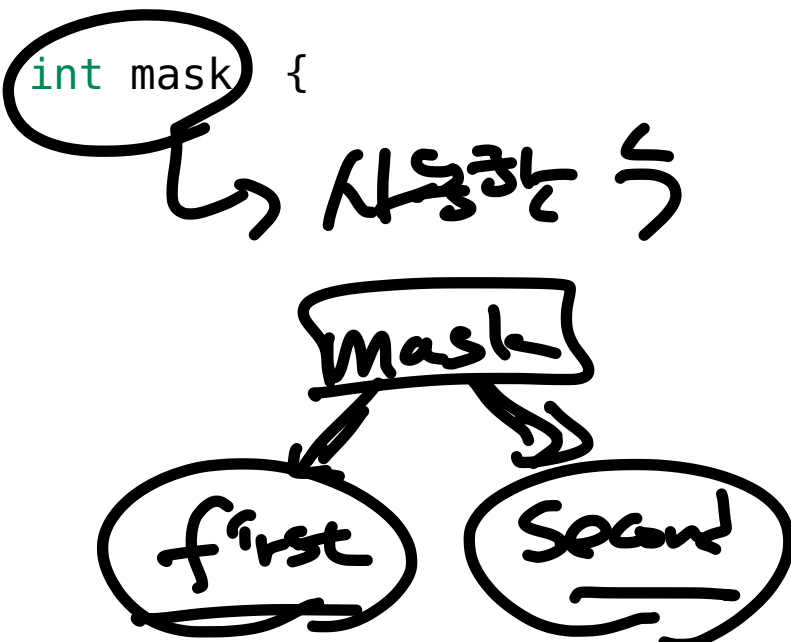 int mask {
사용한 수
mask
first second